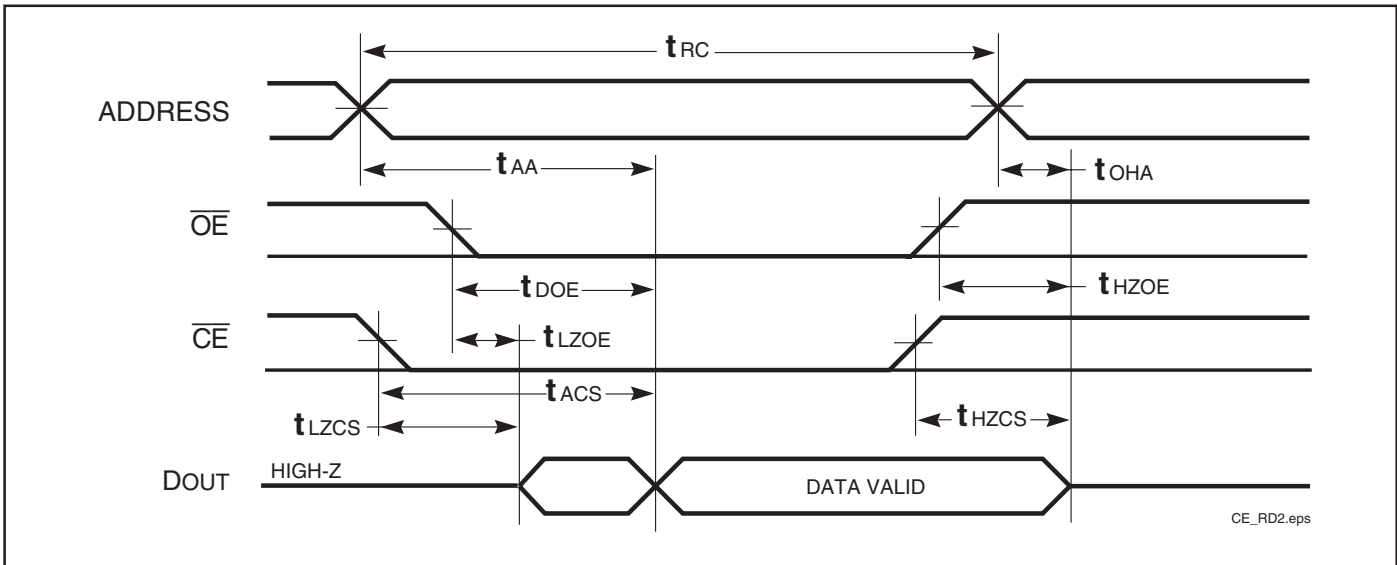 tRC
ADDRESS
tAA
tOHA
OE
tDOE
tHZOE
CE
tLZOE
tACS
tLZCS
tHZCS
DOUT
HIGH-Z
DATA VALID
CE_RD2.eps